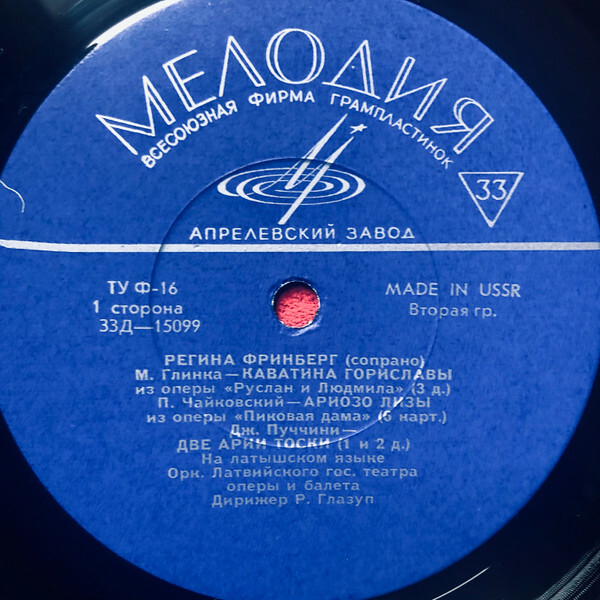 МЕЛОДИЯ
ВСЕСОЮЗНАЯ ФИРМА ГРАМПЛАСТИНОК
33
АПРЕЛЕВСКИЙ ЗАВОД
ТУ Ф-16
MADE IN USSR
1 сторона
Вторая гр.
33Д—15099
РЕГИНА ФРИНБЕРГ (сопрано)
М. Глинка—КАВАТИНА ГОРИСЛАВЫ
из оперы «Руслан и Людмила» (3 д.)
П. Чайковский—АРИОЗО ЛИЗЫ
из оперы «Пиковая дама» (6 карт.)
Дж. Пуччини—
ДВЕ АРИИ ТОСКИ (1 и 2 д.)
На латышском языке
Орк. Латвийского гос. театра
оперы и балета
Дирижер Р. Глазуп